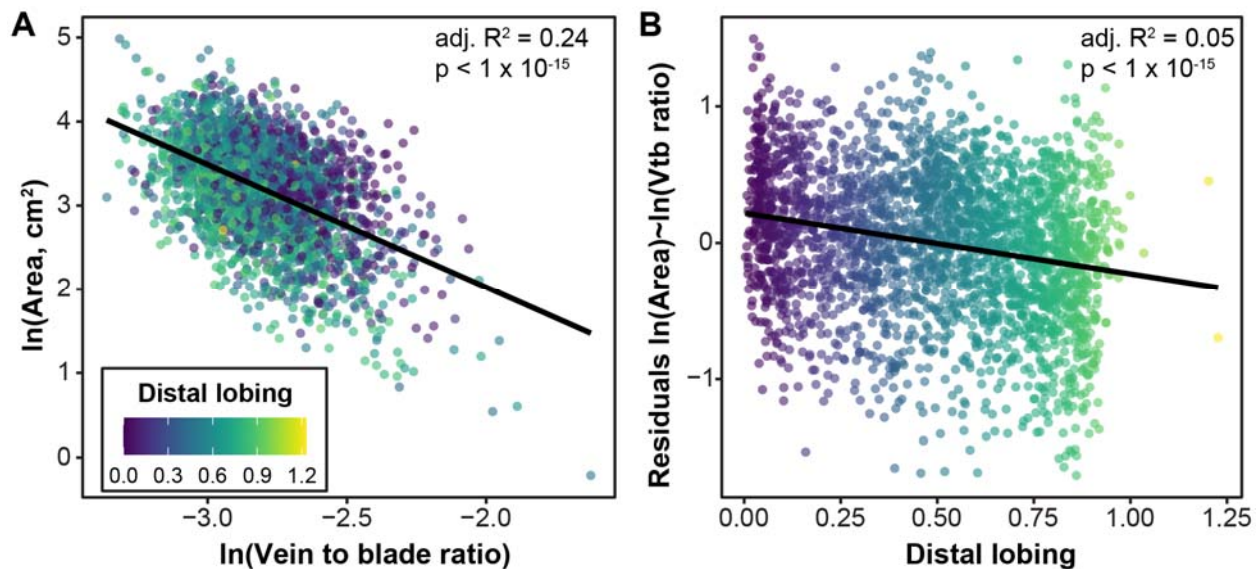 A
adj. R² = 0.24
p < 1 x 10⁻¹⁵
ln(Area, cm²)
5
4
3
2
1
0
Distal lobing
0.0 0.3 0.6 0.9 1.2
−3.0 −2.5 −2.0
ln(Vein to blade ratio)
B
adj. R² = 0.05
p < 1 x 10⁻¹⁵
Residuals ln(Area)~ln(Vtb ratio)
1
0
−1
0.00 0.25 0.50 0.75 1.00 1.25
Distal lobing